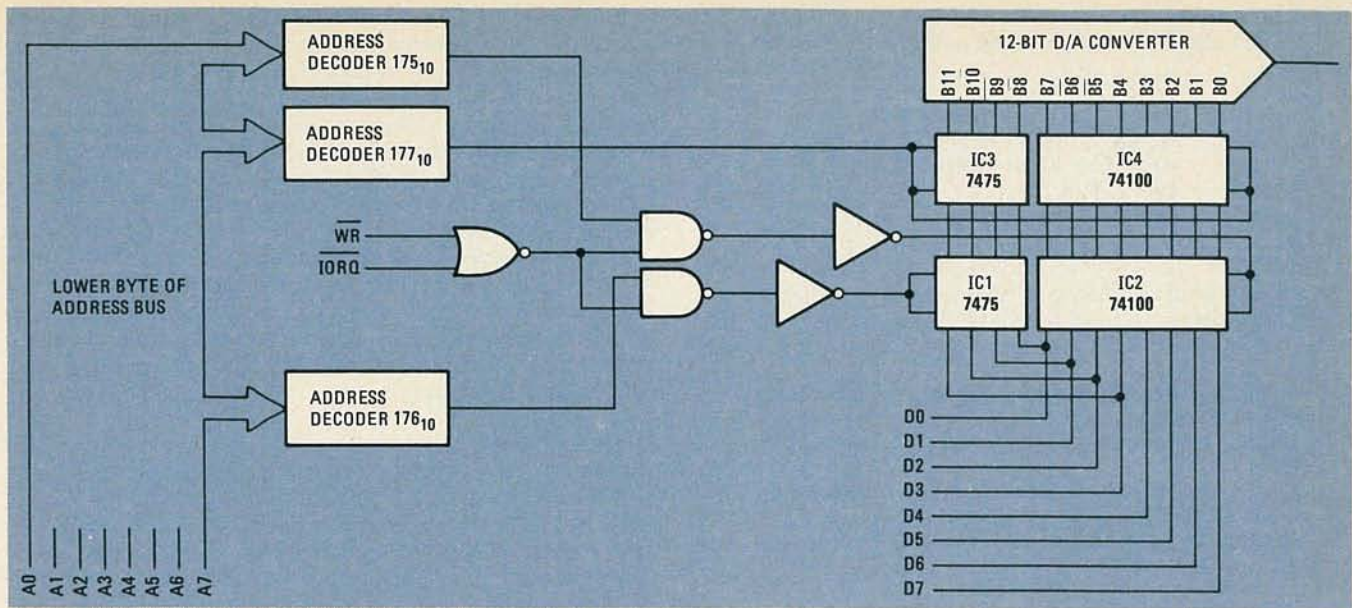 ADDRESS
DECODER 175₁₀
ADDRESS
DECODER 177₁₀
12-BIT D/A CONVERTER
B11
B10
B9
B8
B7
B6
B5
B4
B3
B2
B1
B0
IC3
7475
IC4
74100
WR
IORQ
IC1
7475
IC2
74100
LOWER BYTE OF
ADDRESS BUS
ADDRESS
DECODER 176₁₀
D0
D1
D2
D3
D4
D5
D6
D7
A0
A1
A2
A3
A4
A5
A6
A7